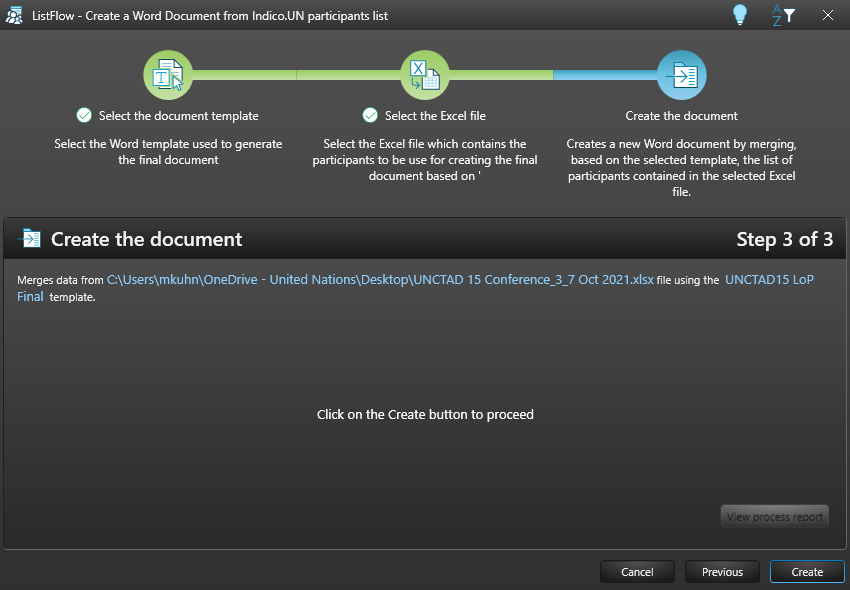 ListFlow - Create a Word Document from Indico.UN participants list
Select the document template
Select the Word template used to generate
the final document
Select the Excel file
Select the Excel file which contains the
participants to be use for creating the final
document based on '
Create the document
Creates a new Word document by merging,
based on the selected template, the list of
participants contained in the selected Excel
file.
Create the document
Step 3 of 3
Merges data from C:\Users\mkuhn\OneDrive - United Nations\Desktop\UNCTAD 15 Conference_3_7 Oct 2021.xlsx file using the UNCTAD15 LoP
Final template.
Click on the Create button to proceed
View process report
Cancel
Previous
Create